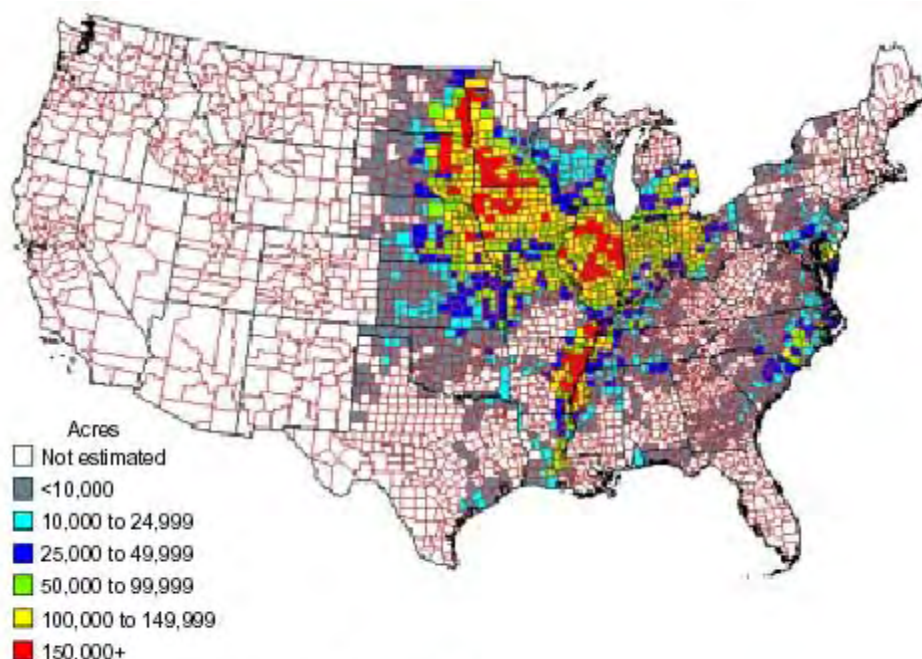 Acres
Not estimated
<10,000
10,000 to 24,999
25,000 to 49,999
50,000 to 99,999
100,000 to 149,999
150,000+